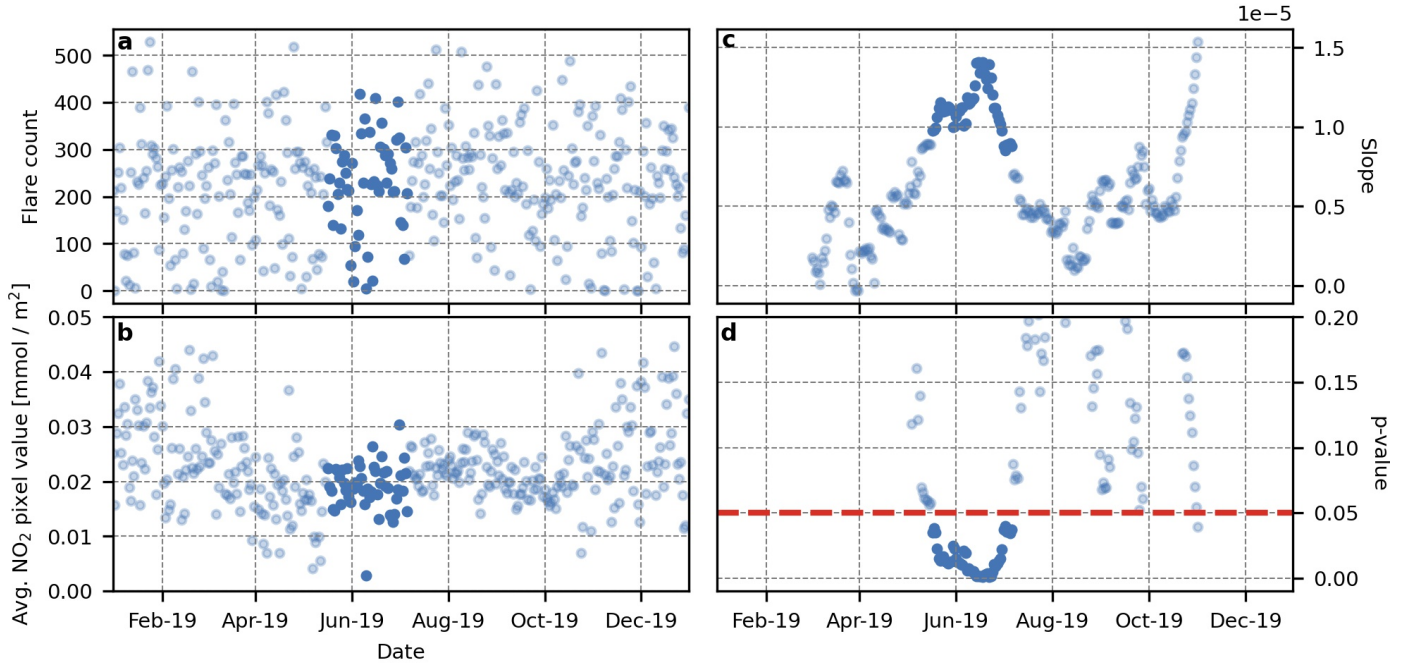 1e−5
a
500
400
300
200
100
0
Flare count
c
1.5
1.0
0.5
0.0
Slope
b
0.05
0.04
0.03
0.02
0.01
0.00
Avg. NO₂ pixel value [mmol / m²]
d
0.20
0.15
0.10
0.05
0.00
p-value
Feb-19 Apr-19 Jun-19 Aug-19 Oct-19 Dec-19
Feb-19 Apr-19 Jun-19 Aug-19 Oct-19 Dec-19
Date